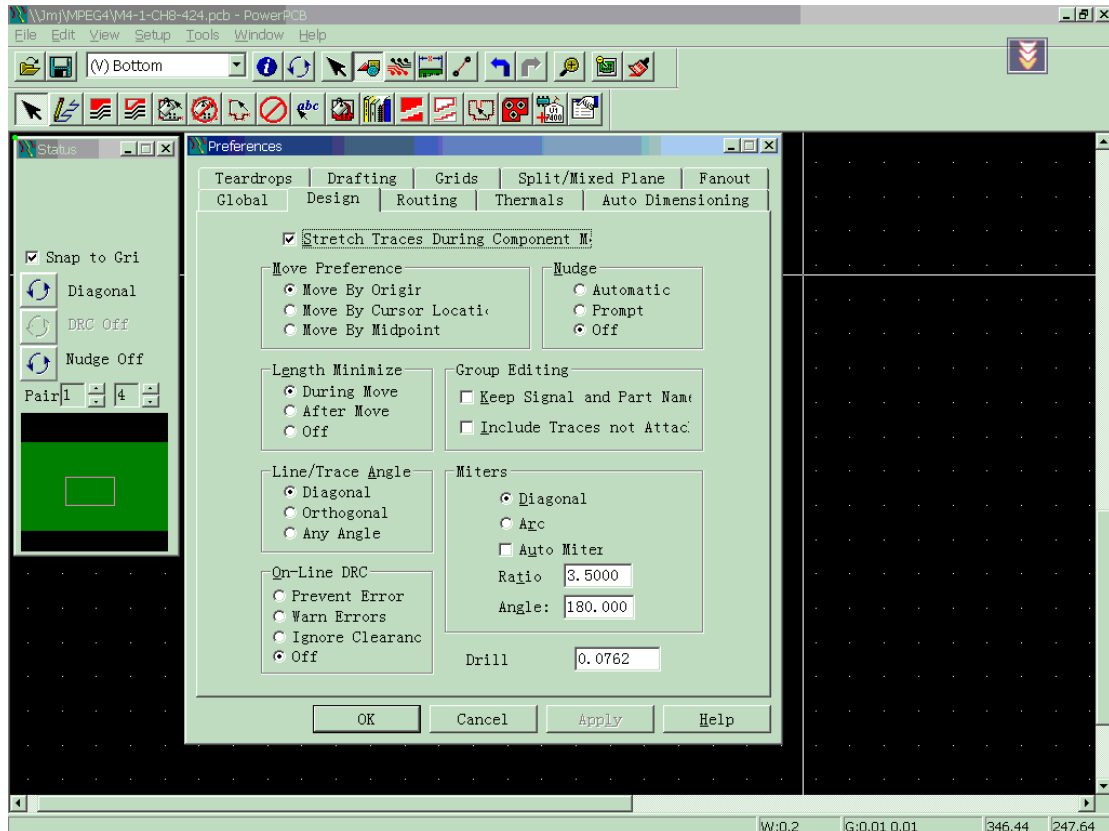 \\Jmj\MPEG4\M4-1-CH8-424.pcb - PowerPCB
File Edit View Setup Tools Window Help
(V) Bottom
abc
U1
7400
Status
Preferences
Teardrops Drafting Grids Split/Mixed Plane Fanout
Global Design Routing Thermals Auto Dimensioning
Stretch Traces During Component M
Snap to Gri
Diagonal
DRC Off
Nudge Off
Pair 1 4
Move Preference
Move By Origir
Move By Cursor Locati
Move By Midpoint
Nudge
Automatic
Prompt
Off
Length Minimize
During Move
After Move
Off
Group Editing
Keep Signal and Part Name
Include Traces not Attac
Line/Trace Angle
Diagonal
Orthogonal
Any Angle
Miters
Diagonal
Arc
Auto Miter
Ratio 3.5000
Angle: 180.000
On-Line DRC
Prevent Error
Warn Errors
Ignore Clearanc
Off
Drill 0.0762
OK Cancel Apply Help
W:0.2 G:0.01 0.01 346.44 247.64